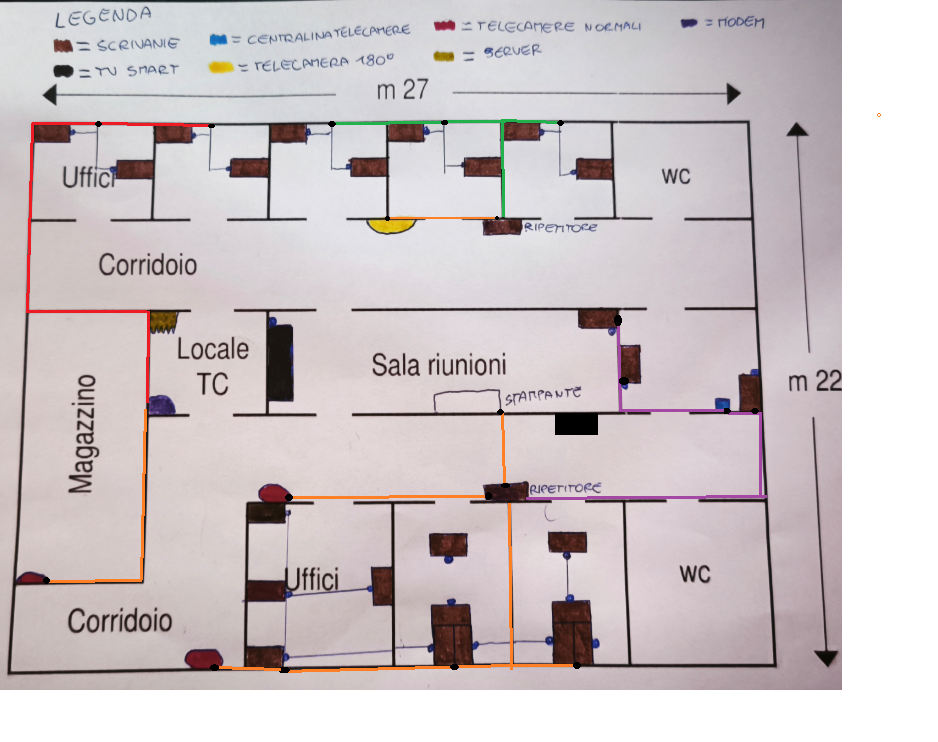 LEGENDA
= SCRIVANIE
= CENTRALINA TELECAMERE
= TELECAMERE NORMALI
= MODEM
= TV SMART
= TELECAMERA 180°
= SERVER
m 27
Uffici
WC
RIPETITORE
Corridoio
Locale
TC
Sala riunioni
m 22
Magazzino
STAMPANTE
RIPETITORE
Uffici
WC
Corridoio